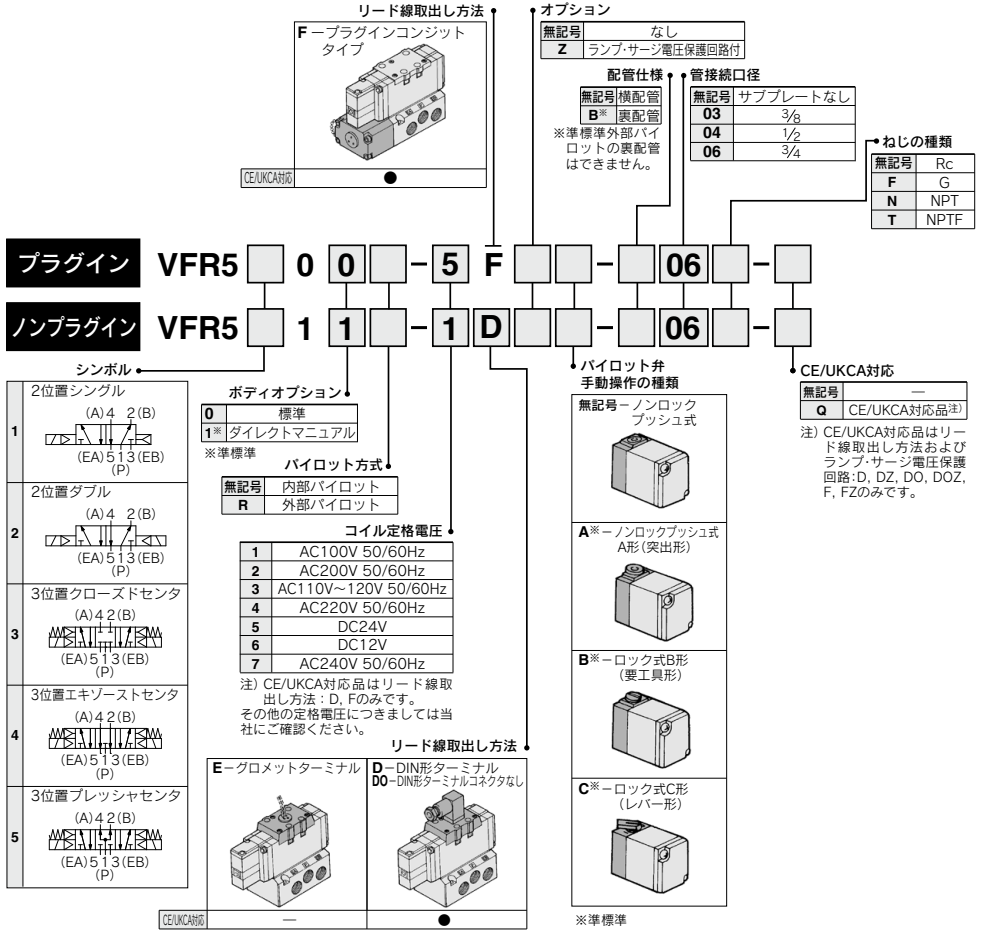 リード線取出し方法
F －プラグインコンジット
タイプ
CE/UKCA対応 ●
オプション
無記号 なし
Z ランプ・サージ電圧保護回路付
配管仕様
無記号 横配管
B※ 裏配管
※準標準外部パイ
ロットの裏配管
はできません。
管接続口径
無記号 サブプレートなし
03 3/8
04 1/2
06 3/4
ねじの種類
無記号 Rc
F G
N NPT
T NPTF
プラグイン VFR5 0 0 － 5 F － 06 －
ノンプラグイン VFR5 1 1 － 1 D － 06 －
シンボル
1
2位置シングル
(A)4 2(B)
(EA)513(EB)
(P)
2
2位置ダブル
(A)4 2(B)
(EA)513(EB)
(P)
3
3位置クローズドセンタ
(A)42(B)
(EA)513(EB)
(P)
4
3位置エキゾーストセンタ
(A)42(B)
(EA)513(EB)
(P)
5
3位置プレッシャセンタ
(A)42(B)
(EA)513(EB)
(P)
ボディオプション
0 標準
1※ ダイレクトマニュアル
※準標準
パイロット方式
無記号 内部パイロット
R 外部パイロット
コイル定格電圧
1 AC100V 50/60Hz
2 AC200V 50/60Hz
3 AC110V～120V 50/60Hz
4 AC220V 50/60Hz
5 DC24V
6 DC12V
7 AC240V 50/60Hz
注) CE/UKCA対応品はリード線取
出し方法：D, Fのみです。
その他の定格電圧につきましては当
社にご確認ください。
リード線取出し方法
E－グロメットターミナル
D－DIN形ターミナル
DO－DIN形ターミナルコネクタなし
CE/UKCA対応 － ●
パイロット弁
手動操作の種類
無記号－ノンロック
プッシュ式
A※－ノンロックプッシュ式
A形(突出形)
B※－ロック式B形
(要工具形)
C※－ロック式C形
(レバー形)
※準標準
CE/UKCA対応
無記号 －
Q CE/UKCA対応品注)
注) CE/UKCA対応品はリー
ド線取出し方法および
ランプ・サージ電圧保護
回路：D, DZ, DO, DOZ,
F, FZのみです。